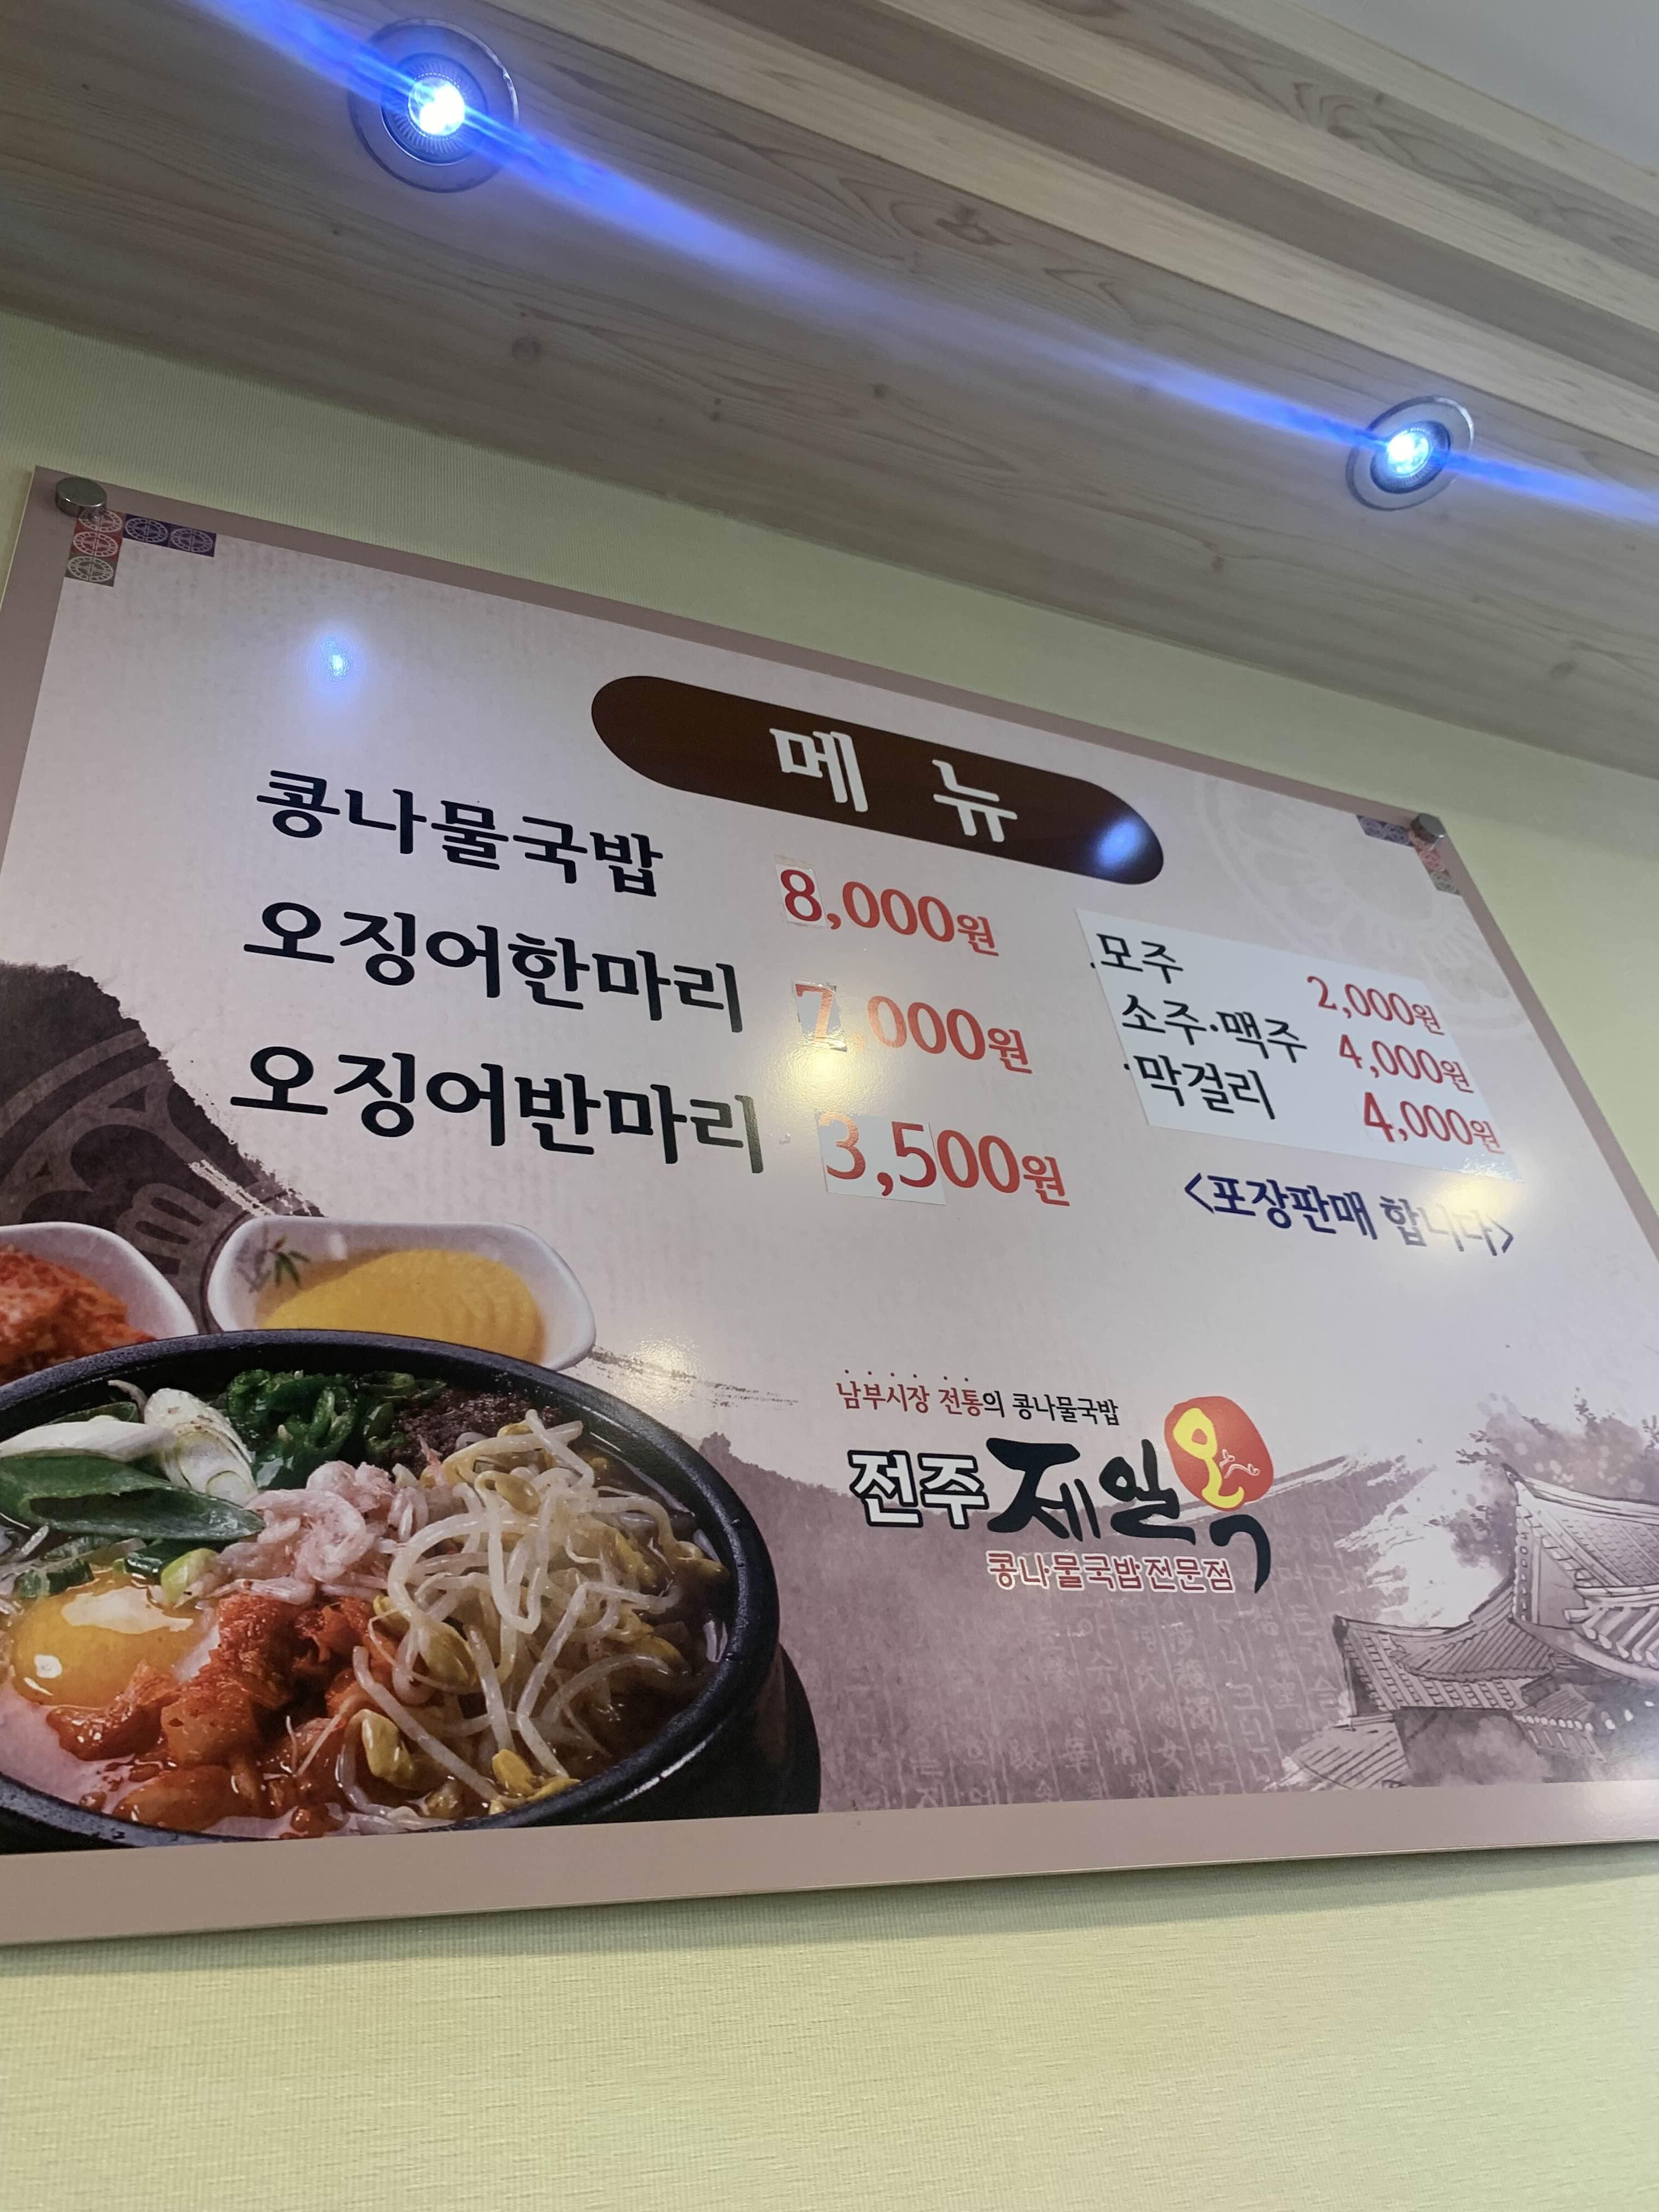 메뉴
콩나물국밥 8,000원
오징어한마리 7,000원
오징어반마리 3,500원
모주 2,000원
소주·맥주 4,000원
막걸리 4,000원
<포장판매 합니다>
남부시장 전통의 콩나물국밥
전주 제일옥
콩나물국밥전문점